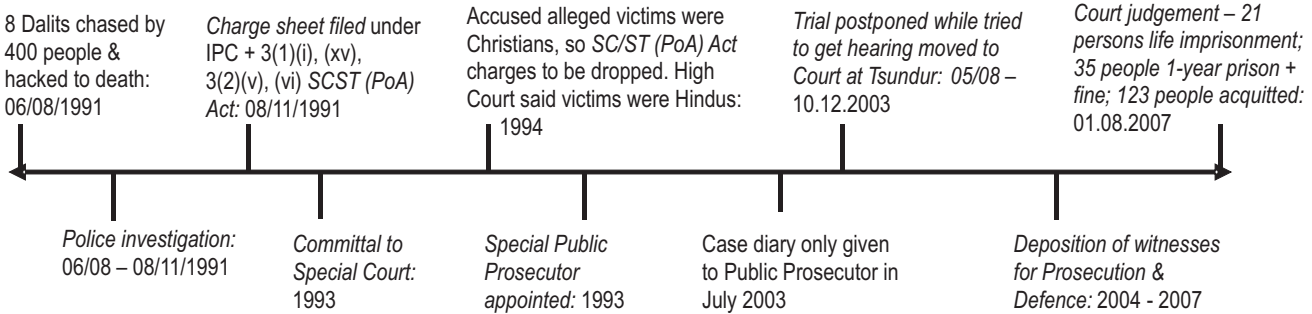 8 Dalits chased by
400 people &
hacked to death:
06/08/1991
Charge sheet filed under
IPC + 3(1)(i), (xv),
3(2)(v), (vi) SCST (PoA)
Act: 08/11/1991
Accused alleged victims were
Christians, so SC/ST (PoA) Act
charges to be dropped. High
Court said victims were Hindus:
1994
Trial postponed while tried
to get hearing moved to
Court at Tsundur: 05/08 –
10.12.2003
Court judgement – 21
persons life imprisonment;
35 people 1-year prison +
fine; 123 people acquitted:
01.08.2007
Police investigation:
06/08 – 08/11/1991
Committal to
Special Court:
1993
Special Public
Prosecutor
appointed: 1993
Case diary only given
to Public Prosecutor in
July 2003
Deposition of witnesses
for Prosecution &
Defence: 2004 - 2007